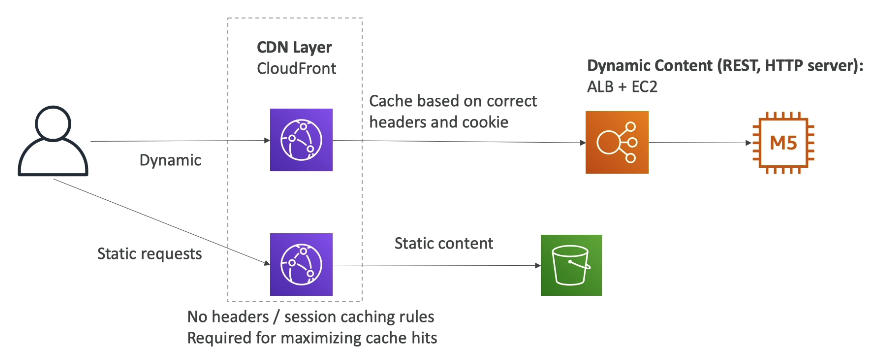 CDN Layer
CloudFront
Dynamic Content (REST, HTTP server):
ALB + EC2
Cache based on correct
headers and cookie
M5
Dynamic
Static requests
Static content
No headers / session caching rules
Required for maximizing cache hits